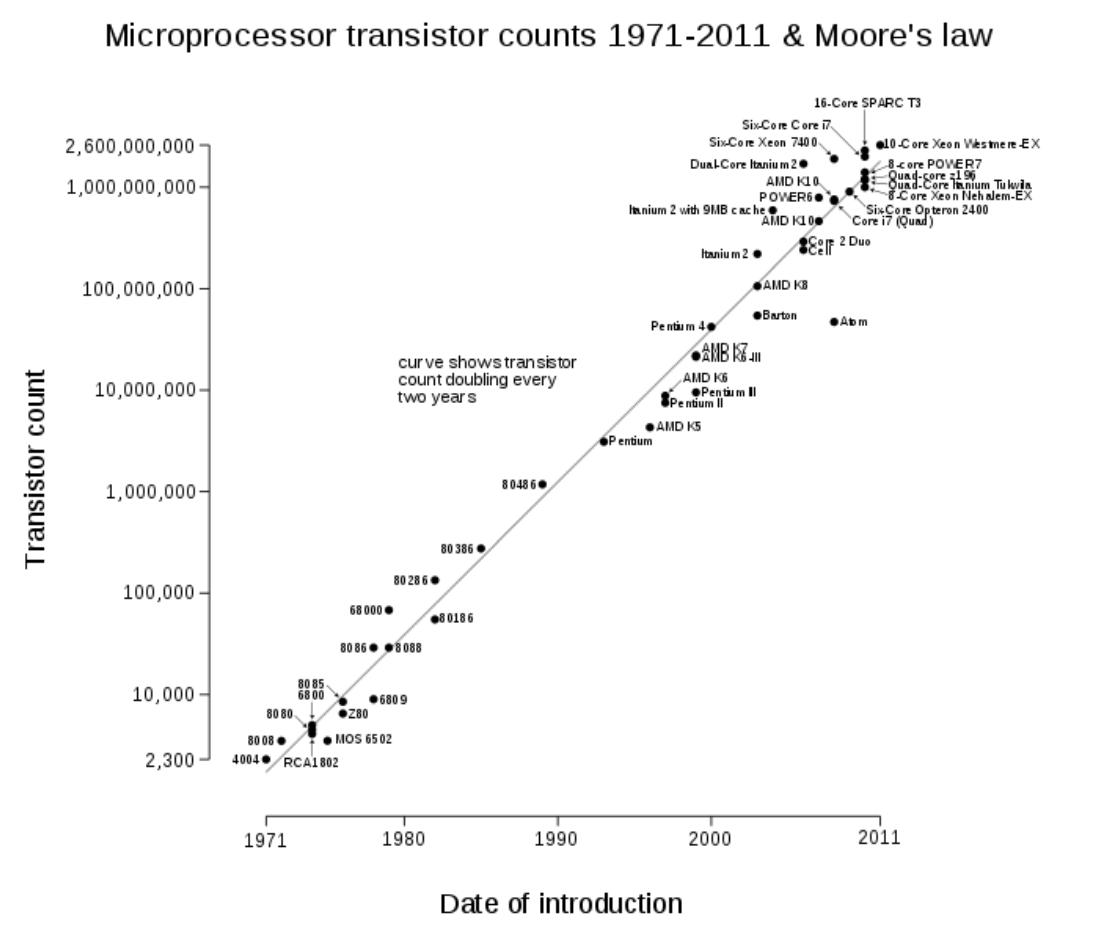 Microprocessor transistor counts 1971-2011 & Moore's law
16-Core SPARC T3
Six-Core Core i7
Six-Core Xeon 7400
10-Core Xeon Westmere-EX
Dual-Core Itanium 2
8-core POWER7
Quad-core z196
AMD K10
Quad-Core Itanium Tukwila
POWER6
8-Core Xeon Nehalem-EX
Itanium 2 with 9MB cache
Six-Core Opteron 2400
AMD K10
Core i7 (Quad)
Core 2 Duo
Cell
Itanium 2
AMD K8
Barton
Atom
Pentium 4
AMD K7
AMD K6-III
curve shows transistor
count doubling every
two years
AMD K6
Pentium III
Pentium II
AMD K5
Pentium
80486
80386
80286
68000
80186
8086
8088
8085
6800
6809
8080
Z80
8008
MOS 6502
4004
RCA1802
2,600,000,000
1,000,000,000
100,000,000
10,000,000
1,000,000
100,000
10,000
2,300
Transistor count
1971
1980
1990
2000
2011
Date of introduction